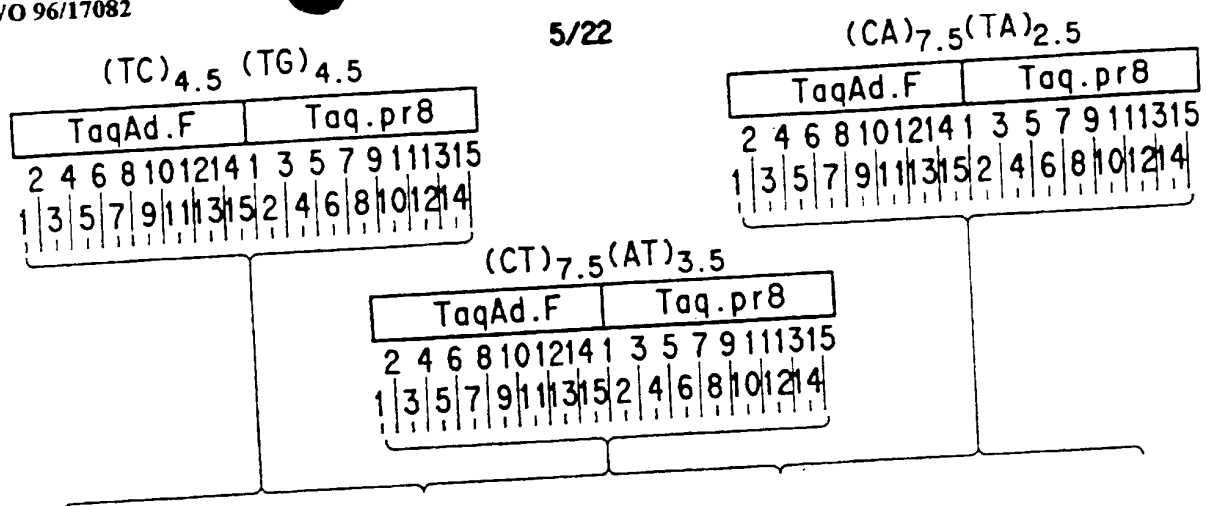 /O 96/17082
5/22
(TC)4.5 (TG)4.5
TaqAd.F Taq.pr8
2 4 6 8 10 12 14 1 3 5 7 9 11 13 15
1 3 5 7 9 11 13 15 2 4 6 8 10 12 14
(CA)7.5(TA)2.5
TaqAd.F Taq.pr8
2 4 6 8 10 12 14 1 3 5 7 9 11 13 15
1 3 5 7 9 11 13 15 2 4 6 8 10 12 14
(CT)7.5(AT)3.5
TaqAd.F Taq.pr8
2 4 6 8 10 12 14 1 3 5 7 9 11 13 15
1 3 5 7 9 11 13 15 2 4 6 8 10 12 14